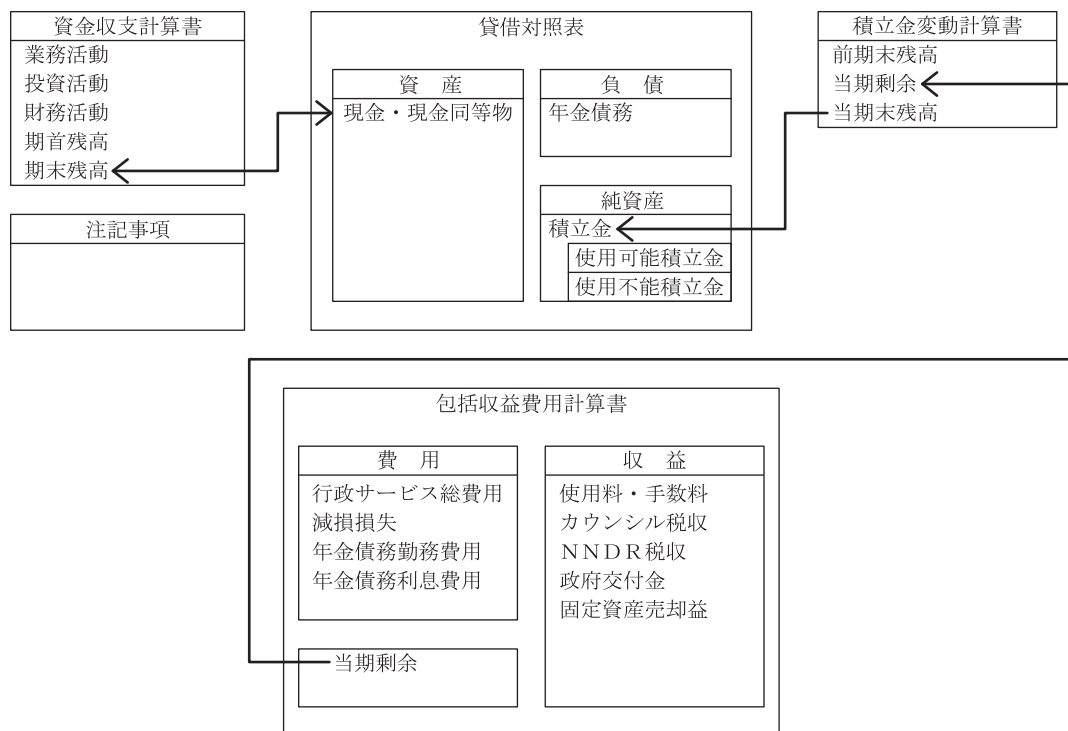 資金収支計算書
業務活動
投資活動
財務活動
期首残高
期末残高
注記事項
貸借対照表
資　産
現金・現金同等物
負　債
年金債務
純資産
積立金
使用可能積立金
使用不能積立金
積立金変動計算書
前期末残高
当期剰余
当期末残高
包括収益費用計算書
費　用
行政サービス総費用
減損損失
年金債務勤務費用
年金債務利息費用
当期剰余
収　益
使用料・手数料
カウンシル税収
ＮＮＤＲ税収
政府交付金
固定資産売却益